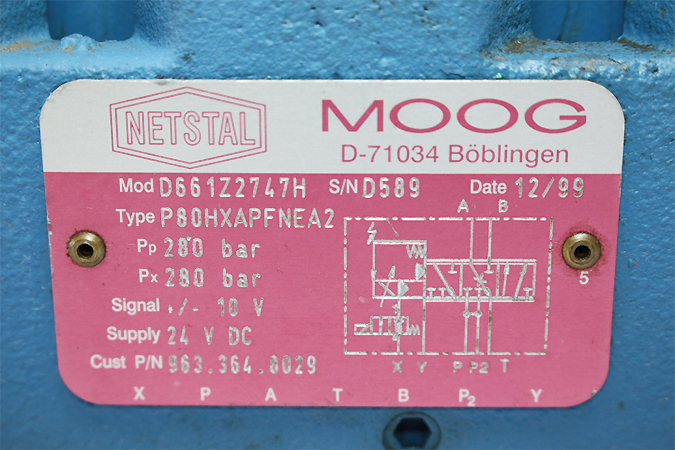 NETSTAL
MOOG
D-71034 Böblingen
Mod D661Z2747H S/N D589 Date 12/99
Type P80HXAPFNEA2
A B
Pp 280 bar
Px 280 bar
5
Signal +/- 10 V
Supply 24 V DC
Cust P/N 963.364.0029
X Y P P2 T
X P A T B P2 Y